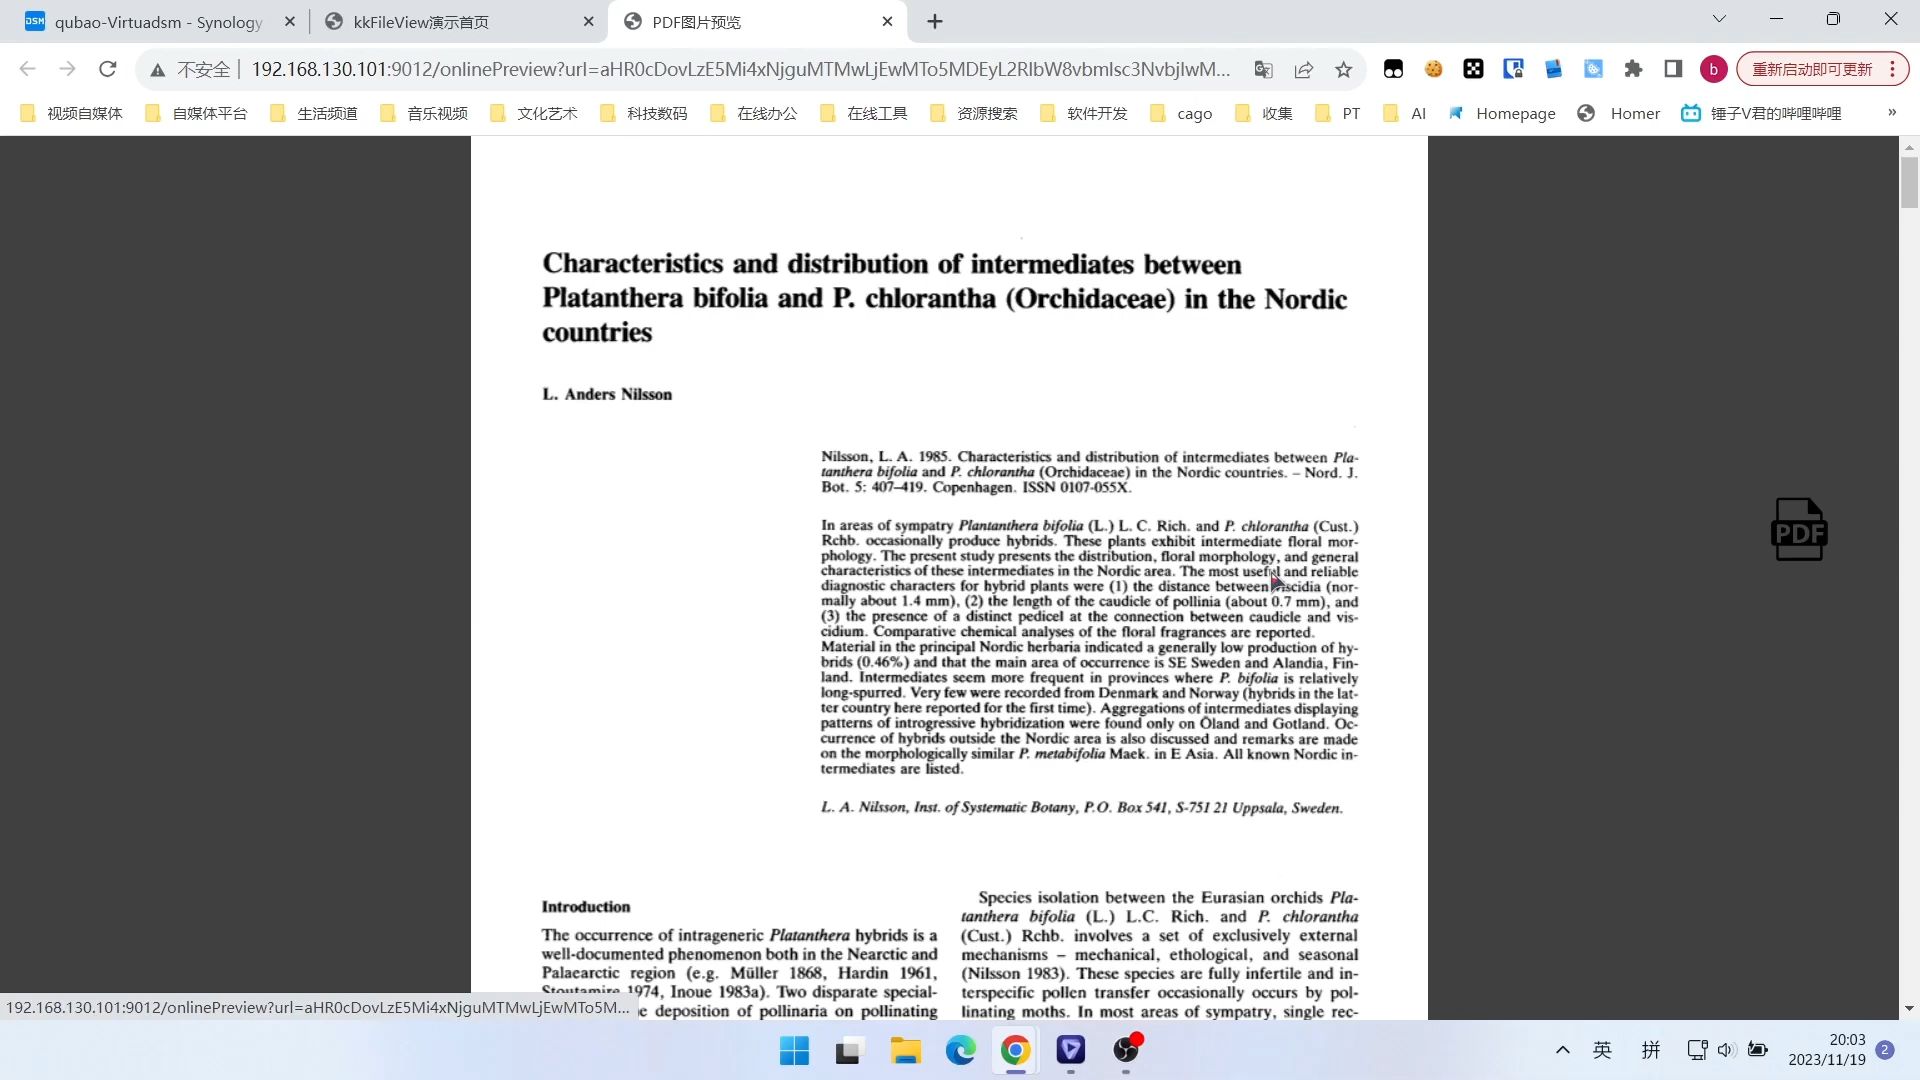 qubao-Virtuadsm - Synology
kkFileView演示首页
PDF图片预览
不安全
192.168.130.101:9012/onlinePreview?url=aHR0cDovLzE5Mi4xNjguMTMwLjEwMTo5MDEyL2RlbW8vbmlsc3NvbjIwM...
b
重新启动即可更新
视频自媒体
自媒体平台
生活频道
音乐视频
文化艺术
科技数码
在线办公
在线工具
资源搜索
软件开发
cago
收集
PT
AI
Homepage
Homer
锤子V君的哔哩哔哩
»
Characteristics and distribution of intermediates between
Platanthera bifolia and P. chlorantha (Orchidaceae) in the Nordic
countries
L. Anders Nilsson
Nilsson, L. A. 1985. Characteristics and distribution of intermediates between Pla-
tanthera bifolia and P. chlorantha (Orchidaceae) in the Nordic countries. – Nord. J.
Bot. 5: 407–419. Copenhagen. ISSN 0107-055X.
In areas of sympatry Plantanthera bifolia (L.) L. C. Rich. and P. chlorantha (Cust.)
Rchb. occasionally produce hybrids. These plants exhibit intermediate floral mor-
phology. The present study presents the distribution, floral morphology, and general
characteristics of these intermediates in the Nordic area. The most useful and reliable
diagnostic characters for hybrid plants were (1) the distance between viscidia (nor-
mally about 1.4 mm), (2) the length of the caudicle of pollinia (about 0.7 mm), and
(3) the presence of a distinct pedicel at the connection between caudicle and vis-
cidium. Comparative chemical analyses of the floral fragrances are reported.
Material in the principal Nordic herbaria indicated a generally low production of hy-
brids (0.46%) and that the main area of occurrence is SE Sweden and Alandia, Fin-
land. Intermediates seem more frequent in provinces where P. bifolia is relatively
long-spurred. Very few were recorded from Denmark and Norway (hybrids in the lat-
ter country here reported for the first time). Aggregations of intermediates displaying
patterns of introgressive hybridization were found only on Öland and Gotland. Oc-
currence of hybrids outside the Nordic area is also discussed and remarks are made
on the morphologically similar P. metabifolia Maek. in E Asia. All known Nordic in-
termediates are listed.
L. A. Nilsson, Inst. of Systematic Botany, P.O. Box 541, S-751 21 Uppsala, Sweden.
PDF
Introduction
The occurrence of intrageneric Platanthera hybrids is a
well-documented phenomenon both in the Nearctic and
Palaearctic region (e.g. Müller 1868, Hardin 1961,
Stoutamire 1974, Inoue 1983a). Two disparate special-
deposition of pollinaria on pollinating
Species isolation between the Eurasian orchids Pla-
tanthera bifolia (L.) L.C. Rich. and P. chlorantha
(Cust.) Rchb. involves a set of exclusively external
mechanisms – mechanical, ethological, and seasonal
(Nilsson 1983). These species are fully infertile and in-
terspecific pollen transfer occasionally occurs by pol-
linating moths. In most areas of sympatry, single rec-
192.168.130.101:9012/onlinePreview?url=aHR0cDovLzE5Mi4xNjguMTMwLjEwMTo5M...
英
拼
20:03
2023/11/19
2